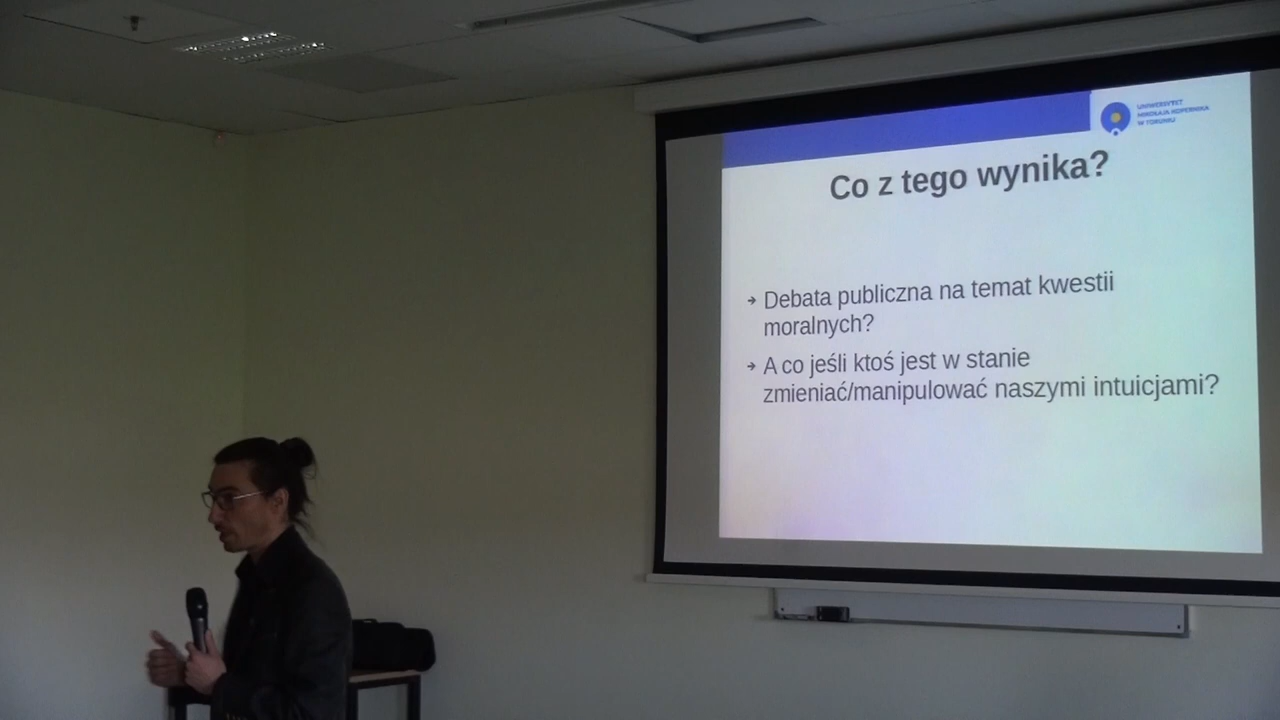 UNIWERSYTET
MIKOŁAJA KOPERNIKA
W TORUNIU
Co z tego wynika?
Debata publiczna na temat kwestii
moralnych?
A co jeśli ktoś jest w stanie
zmieniać/manipulować naszymi intuicjami?